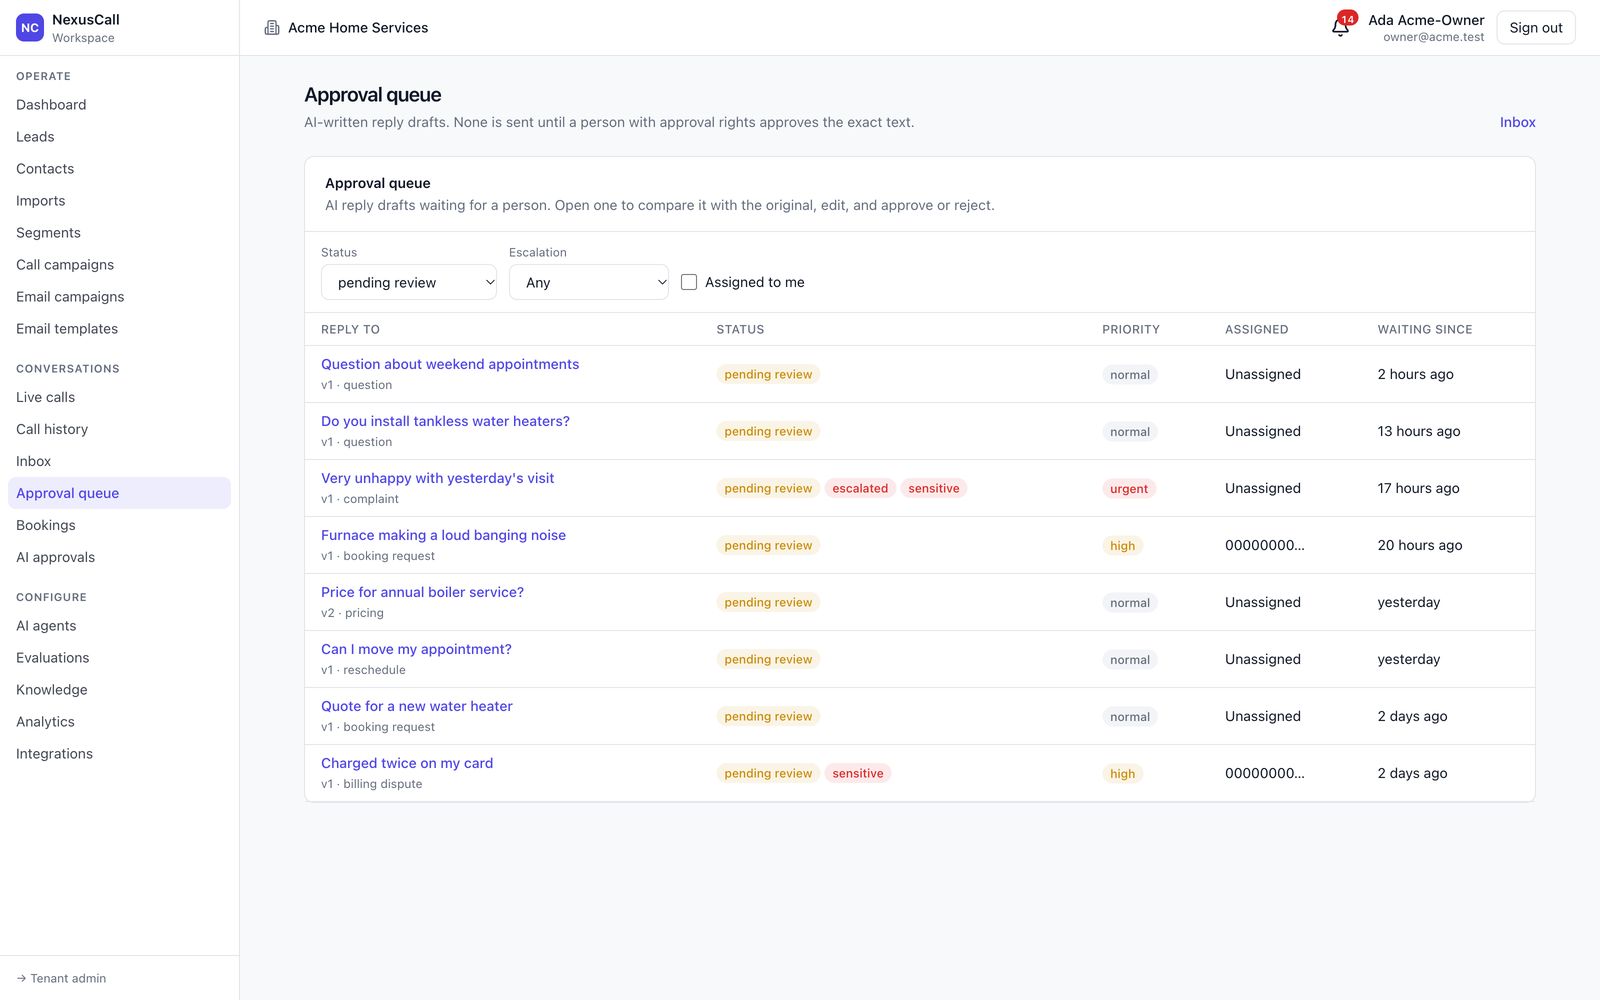 NC
NexusCall
Workspace
Acme Home Services
14
Ada Acme-Owner
owner@acme.test
Sign out
OPERATE
Dashboard
Leads
Contacts
Imports
Segments
Call campaigns
Email campaigns
Email templates
CONVERSATIONS
Live calls
Call history
Inbox
Approval queue
Bookings
AI approvals
CONFIGURE
AI agents
Evaluations
Knowledge
Analytics
Integrations
→ Tenant admin
Approval queue
AI-written reply drafts. None is sent until a person with approval rights approves the exact text.
Inbox
Approval queue
AI reply drafts waiting for a person. Open one to compare it with the original, edit, and approve or reject.
Status
Escalation
pending review
Any
Assigned to me
REPLY TO STATUS PRIORITY ASSIGNED WAITING SINCE
Question about weekend appointments
v1 · question
pending review normal Unassigned 2 hours ago
Do you install tankless water heaters?
v1 · question
pending review normal Unassigned 13 hours ago
Very unhappy with yesterday's visit
v1 · complaint
pending review escalated sensitive urgent Unassigned 17 hours ago
Furnace making a loud banging noise
v1 · booking request
pending review high 00000000... 20 hours ago
Price for annual boiler service?
v2 · pricing
pending review normal Unassigned yesterday
Can I move my appointment?
v1 · reschedule
pending review normal Unassigned yesterday
Quote for a new water heater
v1 · booking request
pending review normal Unassigned 2 days ago
Charged twice on my card
v1 · billing dispute
pending review sensitive high 00000000... 2 days ago